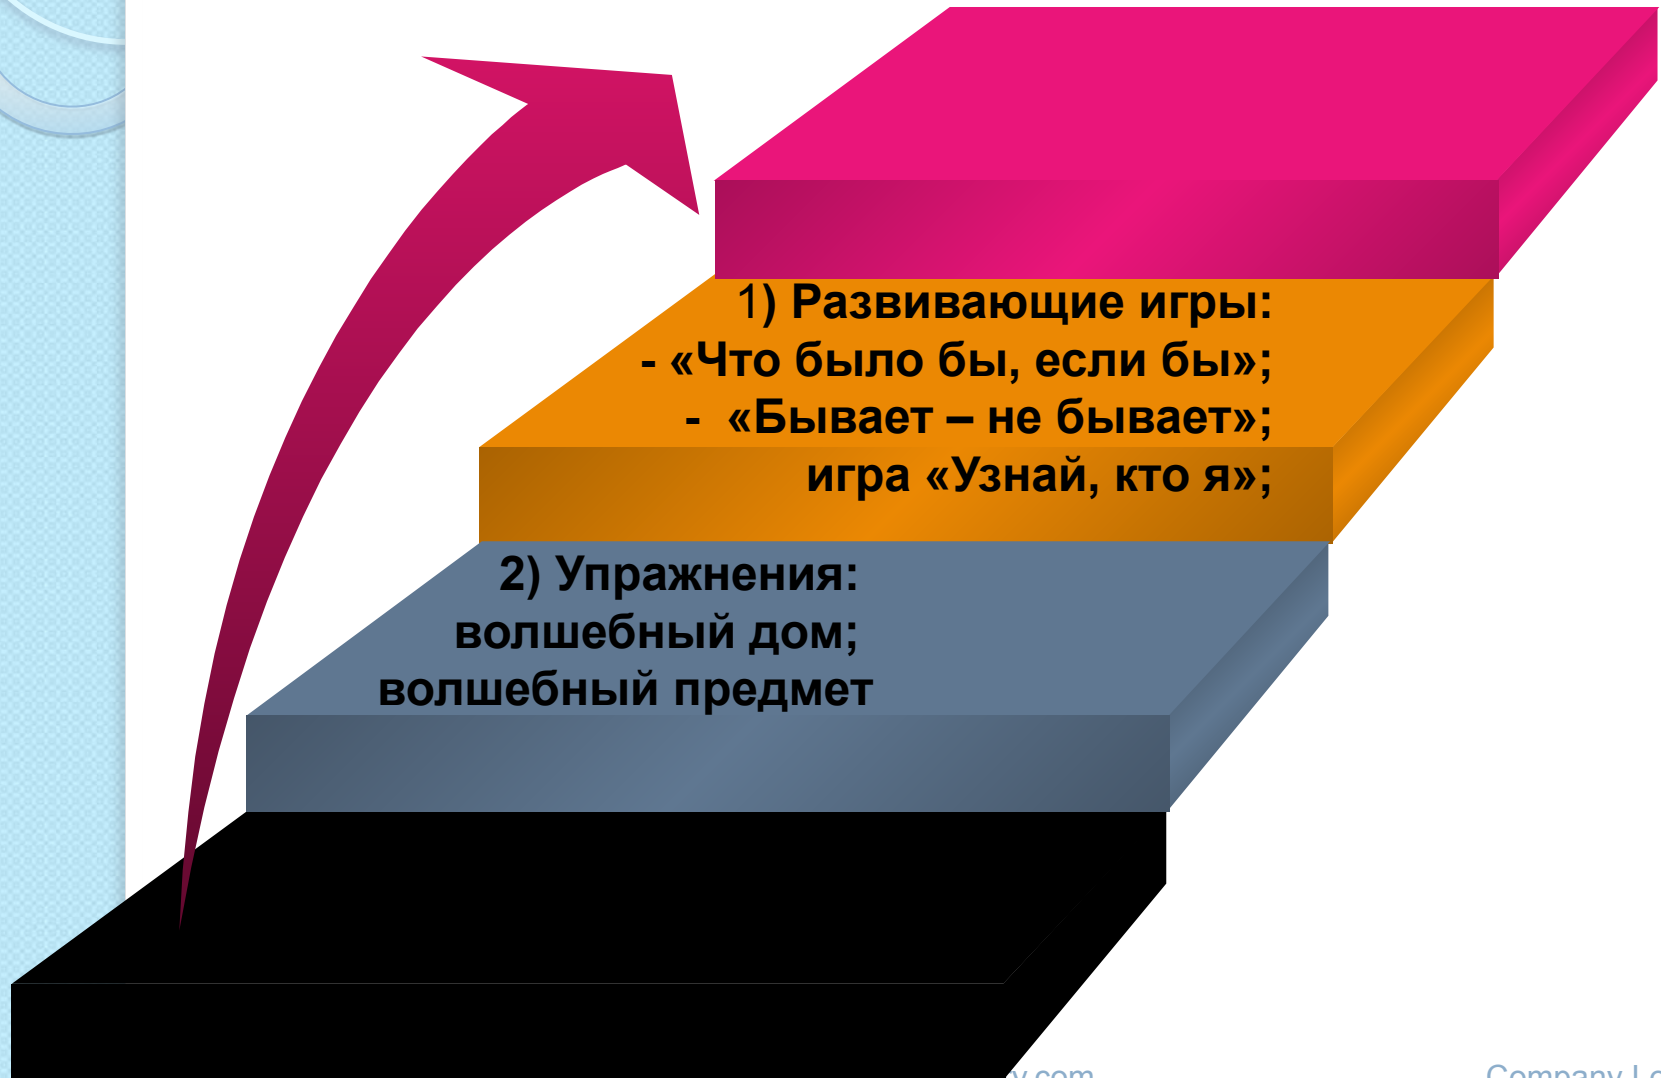 1) Развивающие игры:
- «Что было бы, если бы»;
- «Бывает – не бывает»;
игра «Узнай, кто я»;
2) Упражнения:
волшебный дом;
волшебный предмет
Company